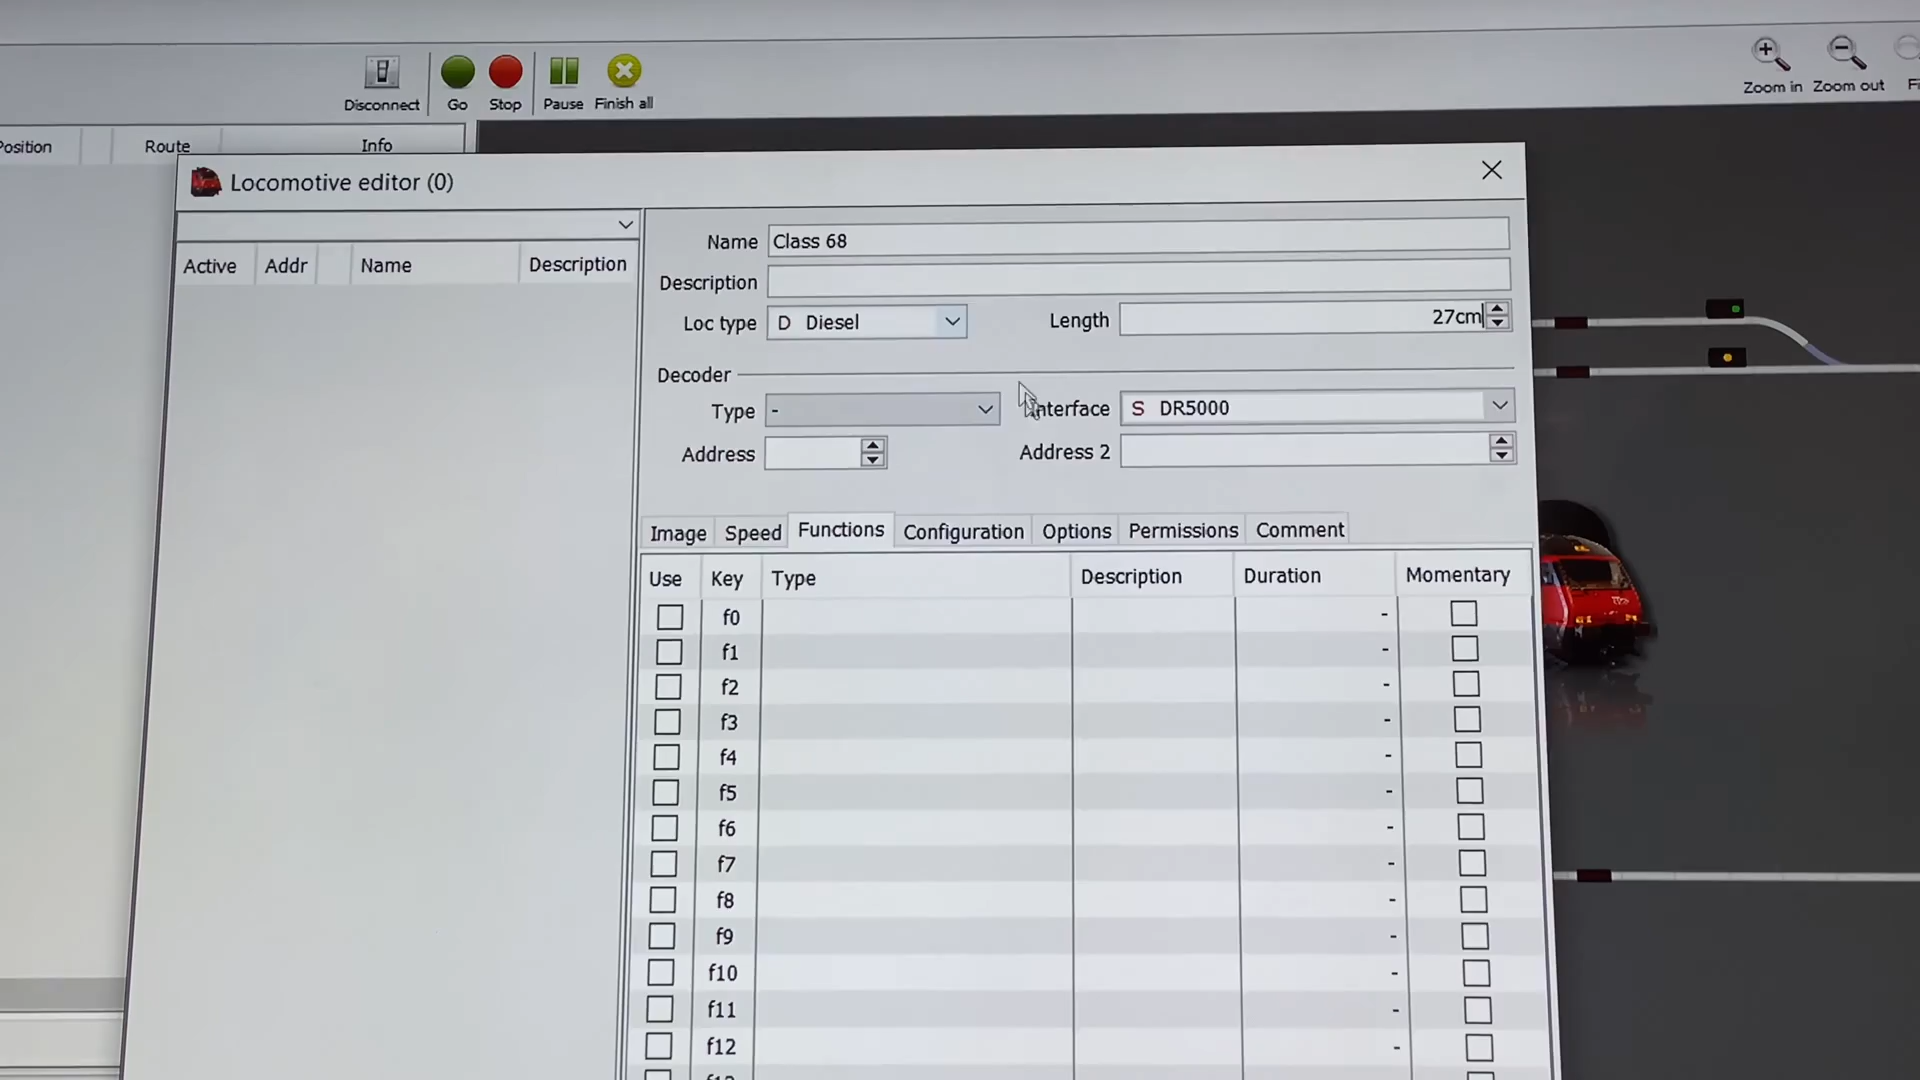 Disconnect Go Stop Pause Finish all
Zoom in Zoom out
Position Route Info
Locomotive editor (0)
Active Addr Name Description
Name Class 68
Description
Loc type D Diesel Length 27cm
Decoder
Type - Interface S DR5000
Address Address 2
Image Speed Functions Configuration Options Permissions Comment
Use Key Type Description Duration Momentary
f0 -
f1 -
f2 -
f3 -
f4 -
f5 -
f6 -
f7 -
f8 -
f9 -
f10 -
f11 -
f12 -